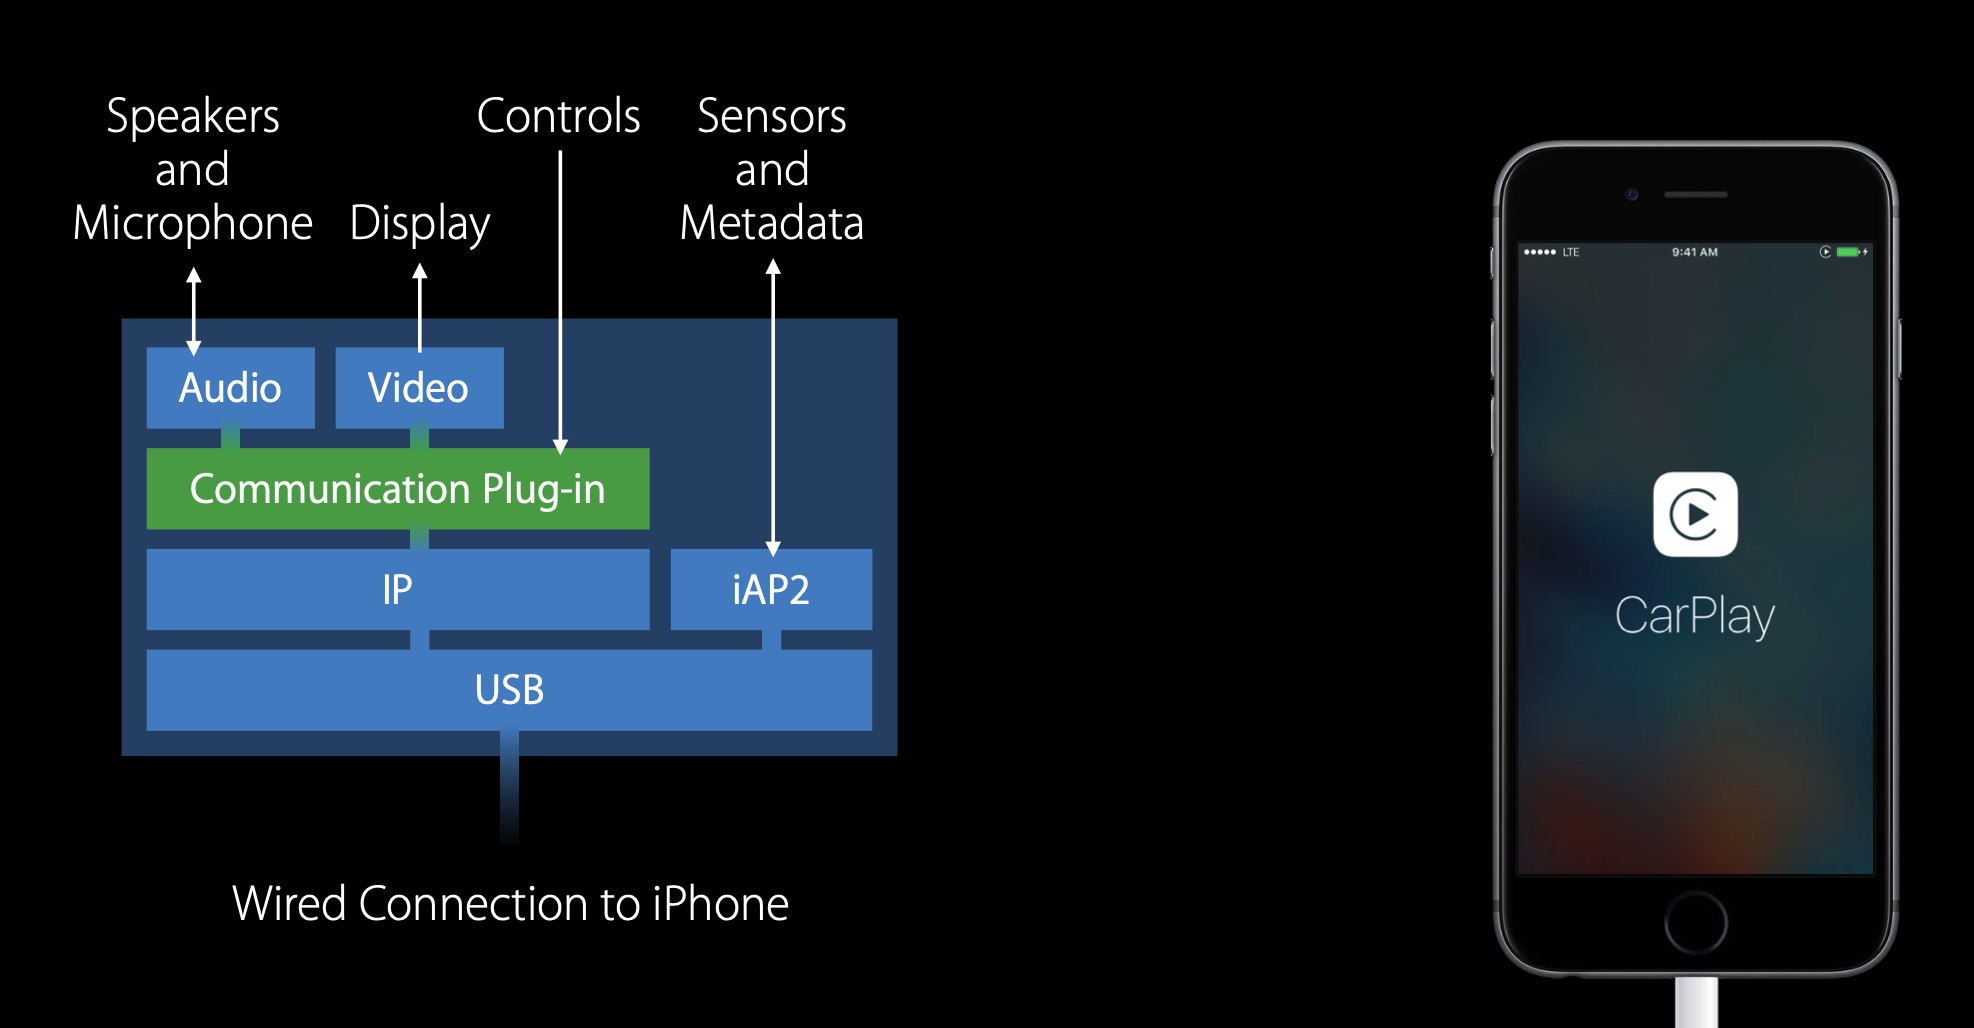 Speakers
and
Microphone
Display
Controls
Sensors
and
Metadata
Audio
Video
Communication Plug-in
IP
iAP2
USB
Wired Connection to iPhone
LTE
9:41 AM
CarPlay